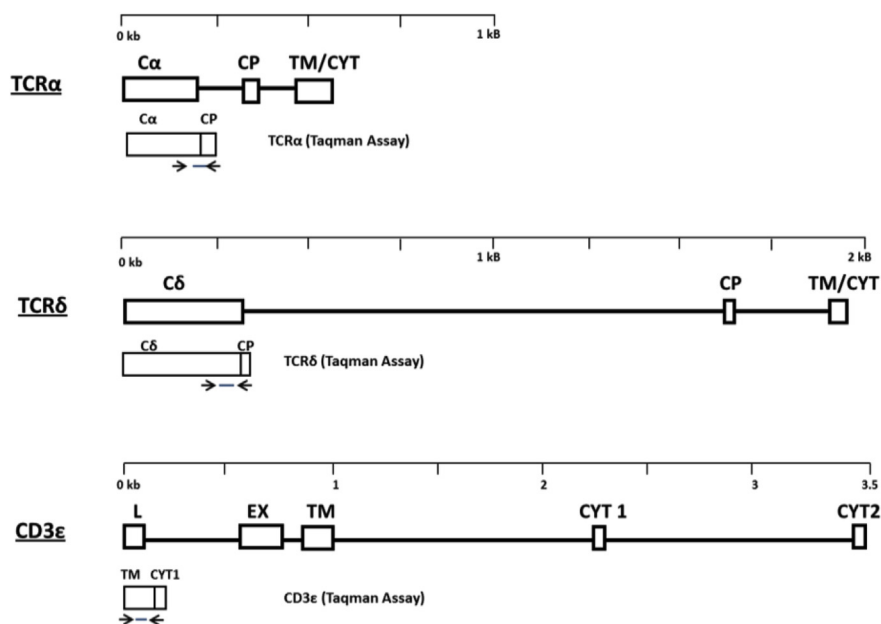 0 kb 1 kB
Cα CP TM/CYT
TCRα
Cα CP
TCRα (Taqman Assay)
0 kb 1 kB 2 kB
Cδ CP TM/CYT
TCRδ
Cδ CP
TCRδ (Taqman Assay)
0 kb 1 2 3 3.5
L EX TM CYT 1 CYT2
CD3ε
TM CYT1
CD3ε (Taqman Assay)